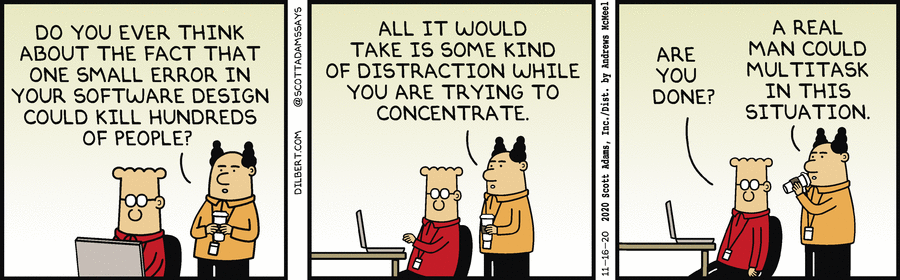 DO YOU EVER THINK
ABOUT THE FACT THAT
ONE SMALL ERROR IN
YOUR SOFTWARE DESIGN
COULD KILL HUNDREDS
OF PEOPLE?
DILBERT.COM @SCOTTADAMSSAYS
ALL IT WOULD
TAKE IS SOME KIND
OF DISTRACTION WHILE
YOU ARE TRYING TO
CONCENTRATE.
11-16-20 2020 Scott Adams, Inc./Dist. by Andrews McMeel
ARE
YOU
DONE?
A REAL
MAN COULD
MULTITASK
IN THIS
SITUATION.